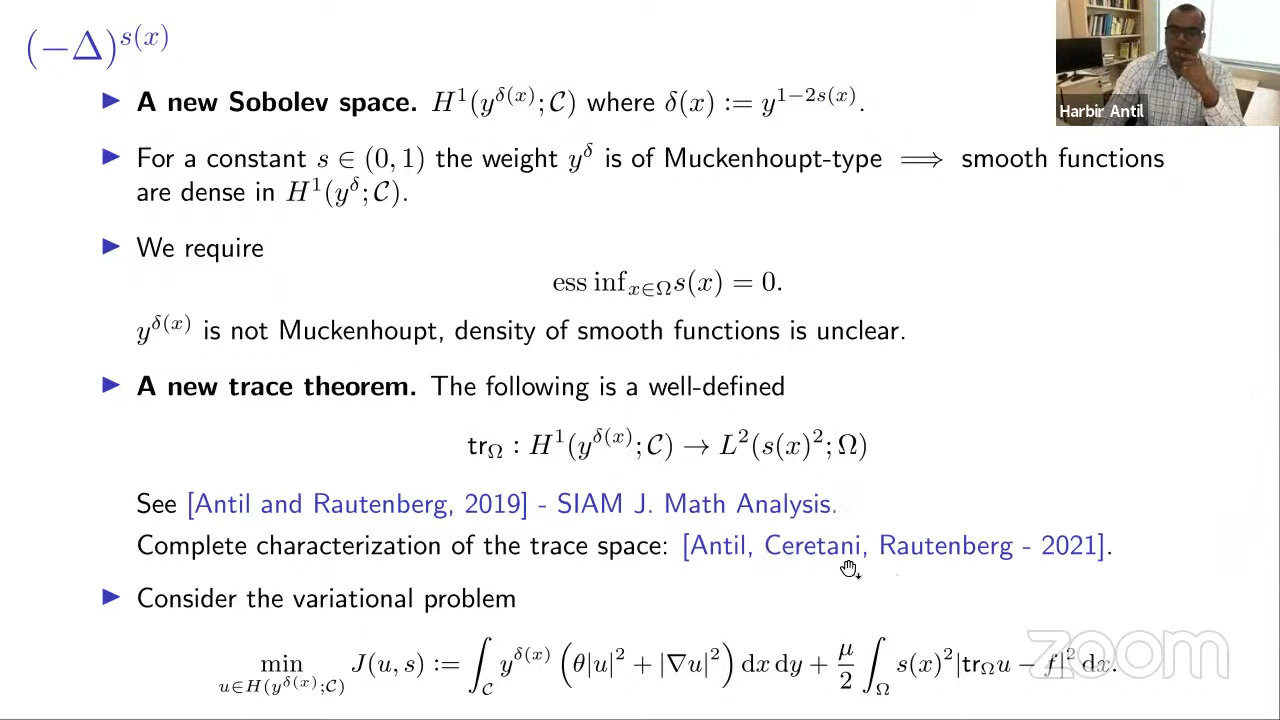 (−Δ)^{s(x)}
Harbir Antil
▶ A new Sobolev space. H¹(y^{δ(x)}; 𝒞) where δ(x) := y^{1−2s(x)}.
▶ For a constant s ∈ (0, 1) the weight y^δ is of Muckenhoupt-type ⟹ smooth functions
are dense in H¹(y^δ; 𝒞).
▶ We require
ess inf_{x∈Ω} s(x) = 0.
y^{δ(x)} is not Muckenhoupt, density of smooth functions is unclear.
▶ A new trace theorem. The following is a well-defined
tr_Ω : H¹(y^{δ(x)}; 𝒞) → L²(s(x)²; Ω)
See [Antil and Rautenberg, 2019] - SIAM J. Math Analysis.
Complete characterization of the trace space: [Antil, Ceretani, Rautenberg - 2021].
▶ Consider the variational problem
min_{u∈H(y^{δ(x)};𝒞)} J(u, s) := ∫_𝒞 y^{δ(x)} (θ|u|² + |∇u|²) dx dy + μ/2 ∫_Ω s(x)²|tr_Ω u − f|² dx.
zoom